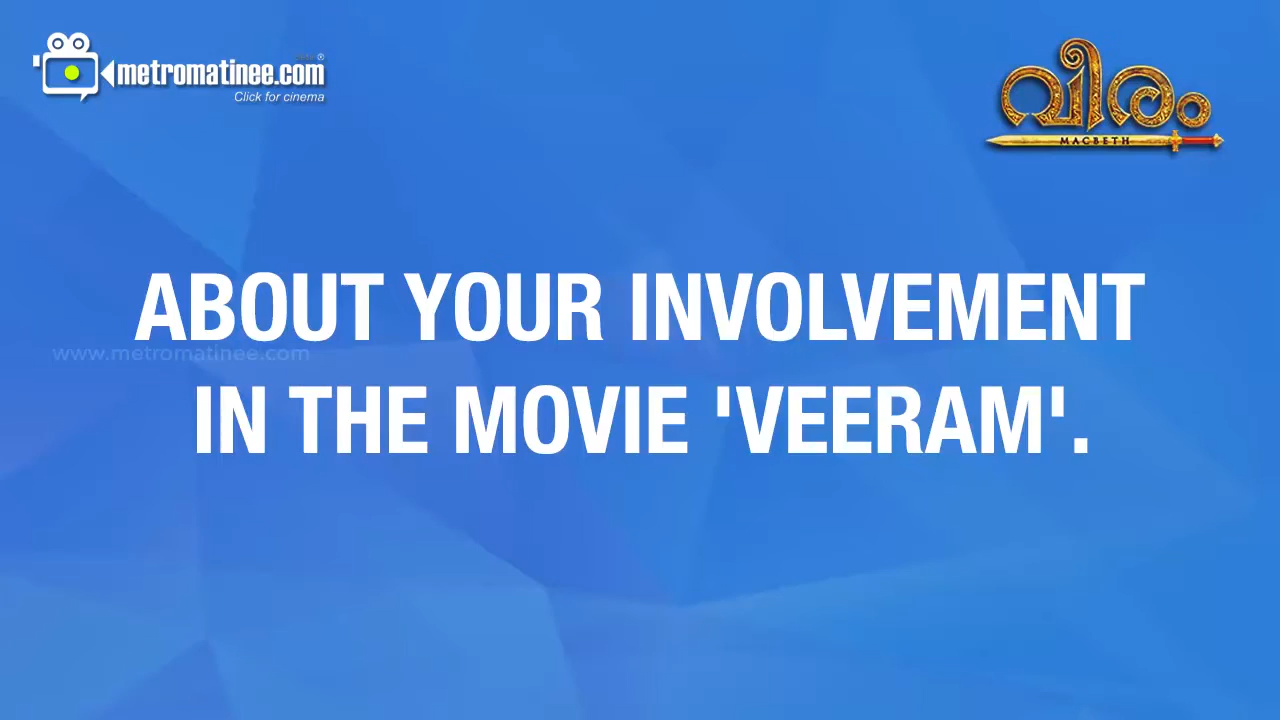 metromatinee.com
Click for cinema
വീരം
MACBETH
ABOUT YOUR INVOLVEMENT
www.metromatinee.com
IN THE MOVIE 'VEERAM'.